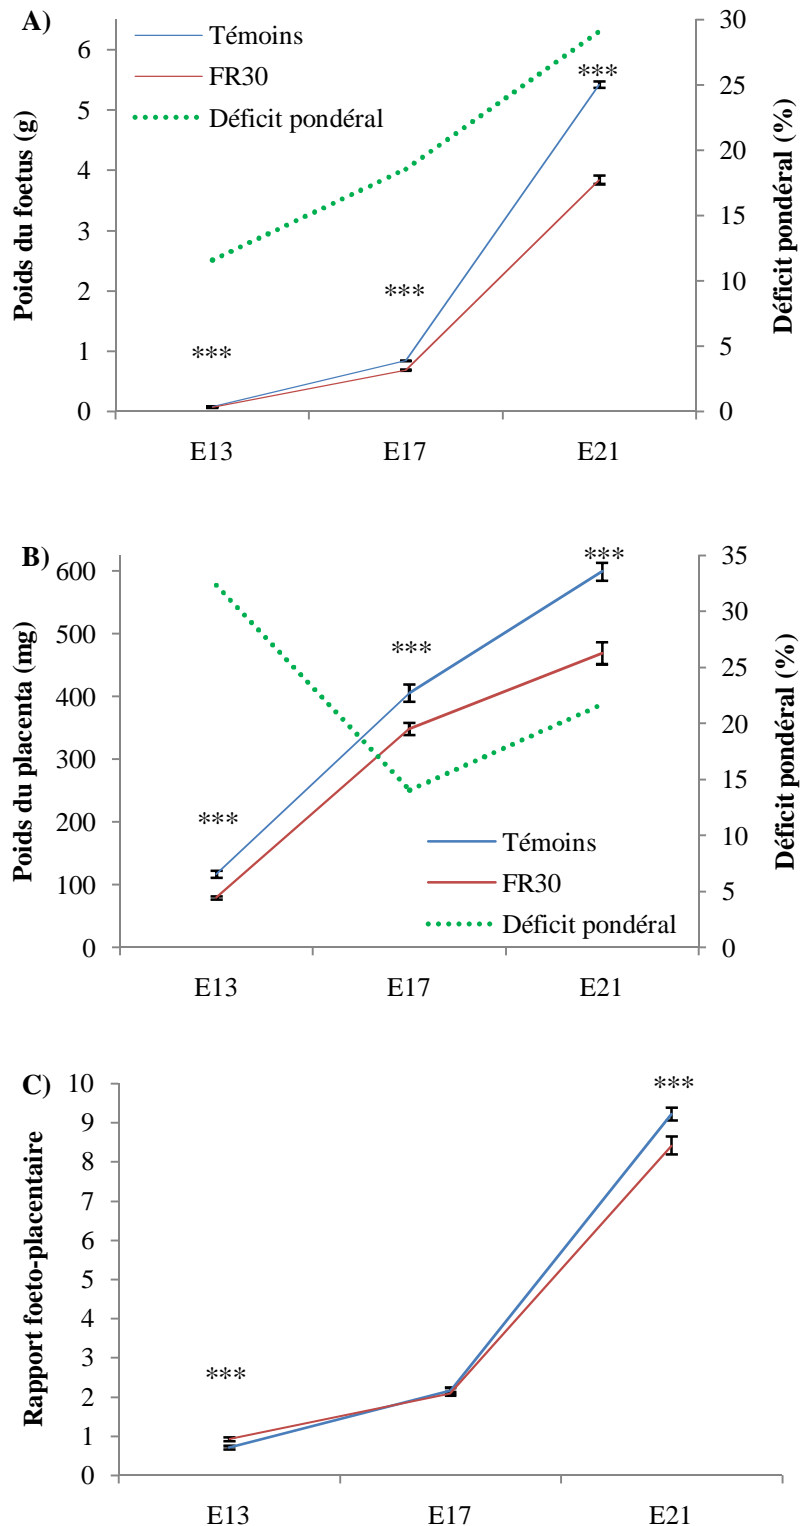 A)
Témoins
FR30
Déficit pondéral
Poids du foetus (g)
6
5
4
3
2
1
0
Déficit pondéral (%)
30
25
20
15
10
5
0
***
***
***
E13
E17
E21
B)
Poids du placenta (mg)
600
500
400
300
200
100
0
Déficit pondéral (%)
35
30
25
20
15
10
5
0
***
***
***
Témoins
FR30
Déficit pondéral
E13
E17
E21
C)
Rapport foeto-placentaire
10
9
8
7
6
5
4
3
2
1
0
***
***
E13
E17
E21